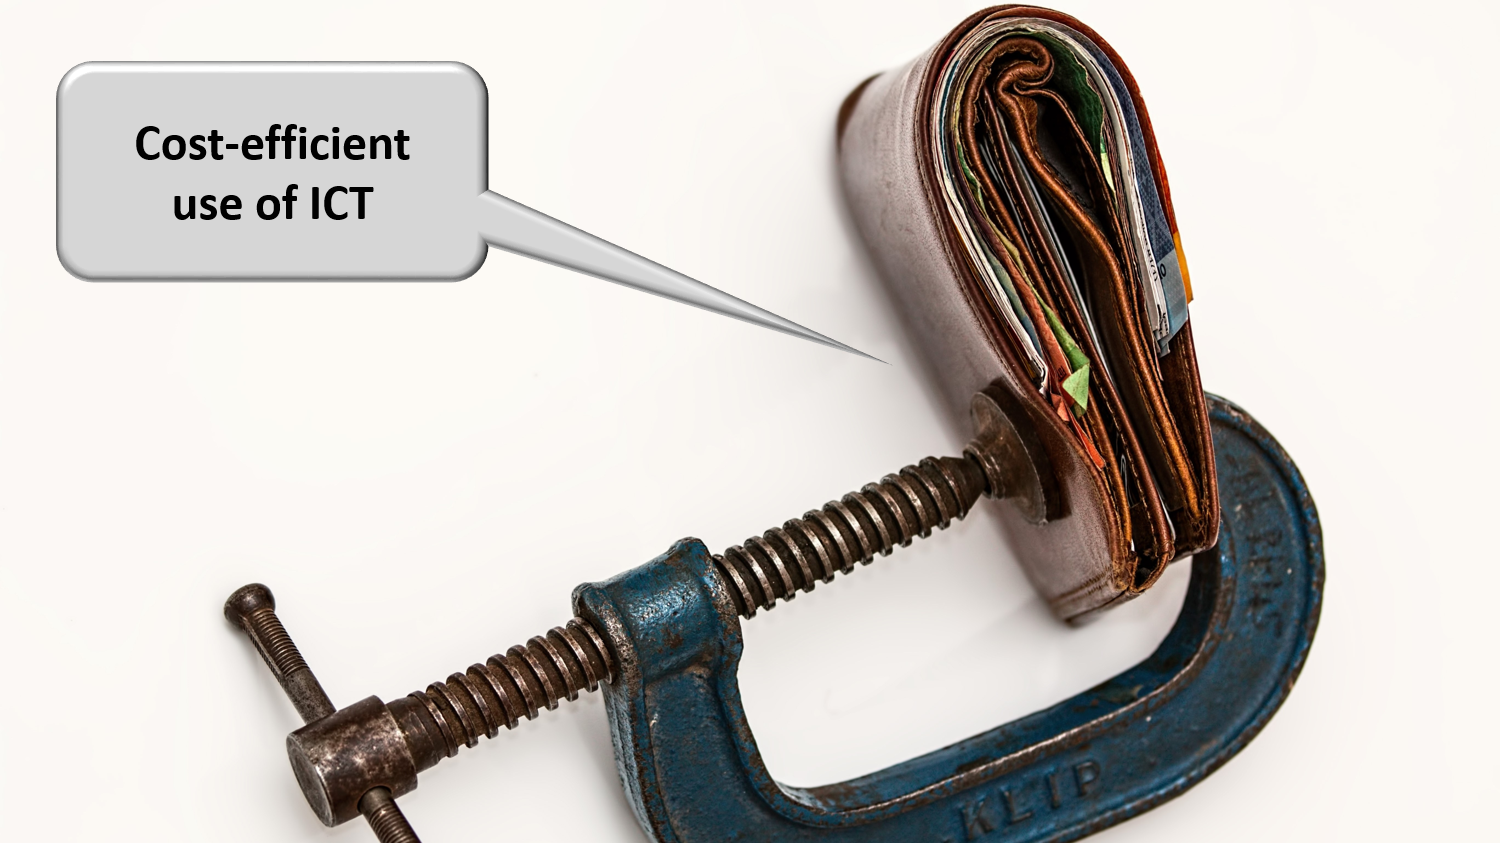 Cost-efficient
use of ICT
KLIP